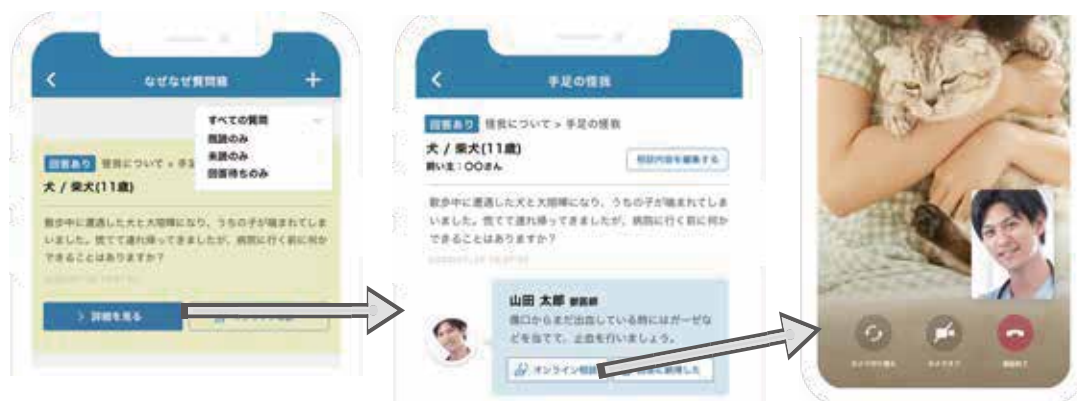 なぜなぜ質問箱
すべての質問
既読のみ
未読のみ
回答待ちのみ
回答あり 怪我について > 手足
犬 / 柴犬(11歳)
散歩中に遭遇した犬と大喧嘩になり、うちの子が噛まれてしま
いました。慌てて連れ帰ってきましたが、病院に行く前に何か
できることはありますか?
> 詳細を見る
手足の怪我
回答あり 怪我について > 手足の怪我
犬 / 柴犬(11歳)
飼い主:〇〇さん
相談内容を編集する
散歩中に遭遇した犬と大喧嘩になり、うちの子が噛まれてしま
いました。慌てて連れ帰ってきましたが、病院に行く前に何か
できることはありますか?
山田 太郎 獣医師
傷口からまだ出血している時にはガーゼな
どを当てて、止血を行いましょう。
オンライン相談